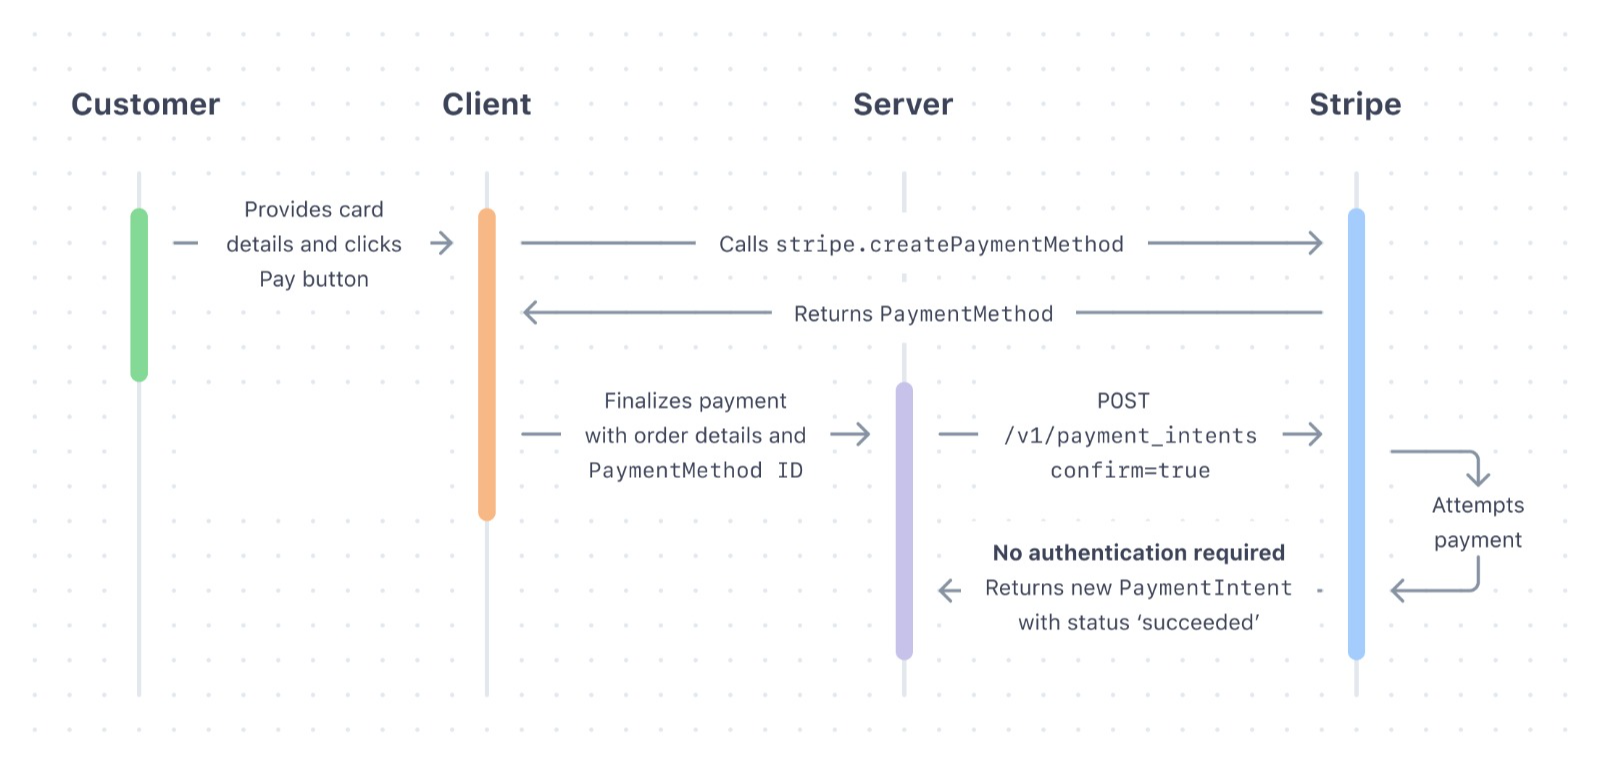 Customer
Client
Server
Stripe
Provides card
details and clicks
Pay button
Calls stripe.createPaymentMethod
Returns PaymentMethod
Finalizes payment
with order details and
PaymentMethod ID
POST
/v1/payment_intents
confirm=true
Attempts
payment
No authentication required
Returns new PaymentIntent
with status ‘succeeded’